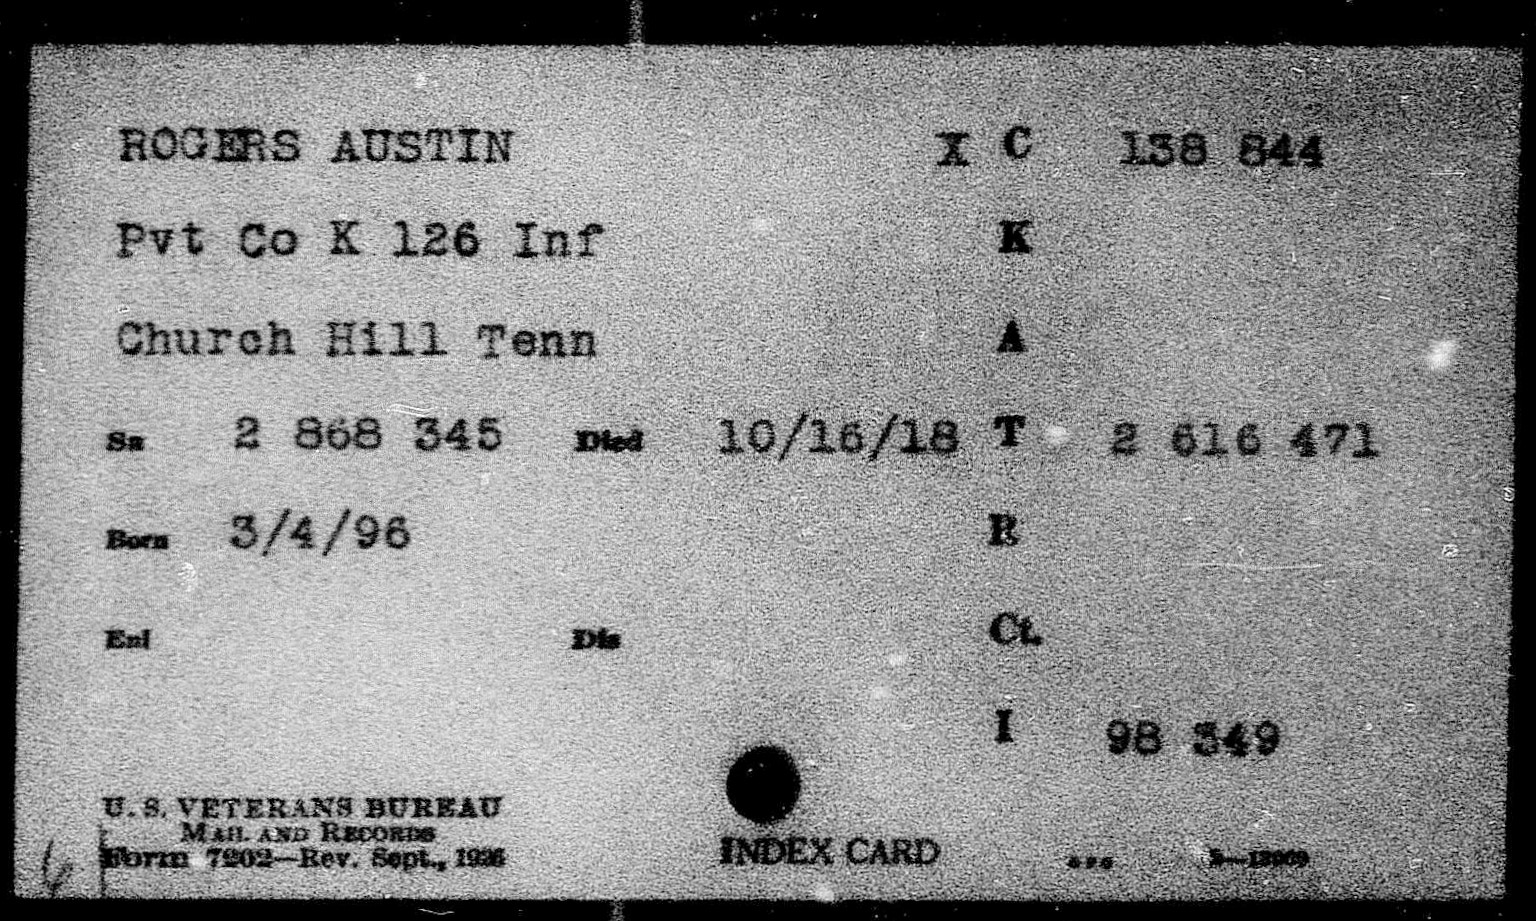 ROGERS AUSTIN X C 138 844
Pvt Co K 126 Inf K
Church Hill Tenn A
Sn 2 868 345 Died 10/16/18 T 2 616 471
Born 3/4/96 R
Enl Dis Ct.
I 98 349
U. S. VETERANS BUREAU
MAIL AND RECORDS
Form 7202—Rev. Sept., 1926
INDEX CARD